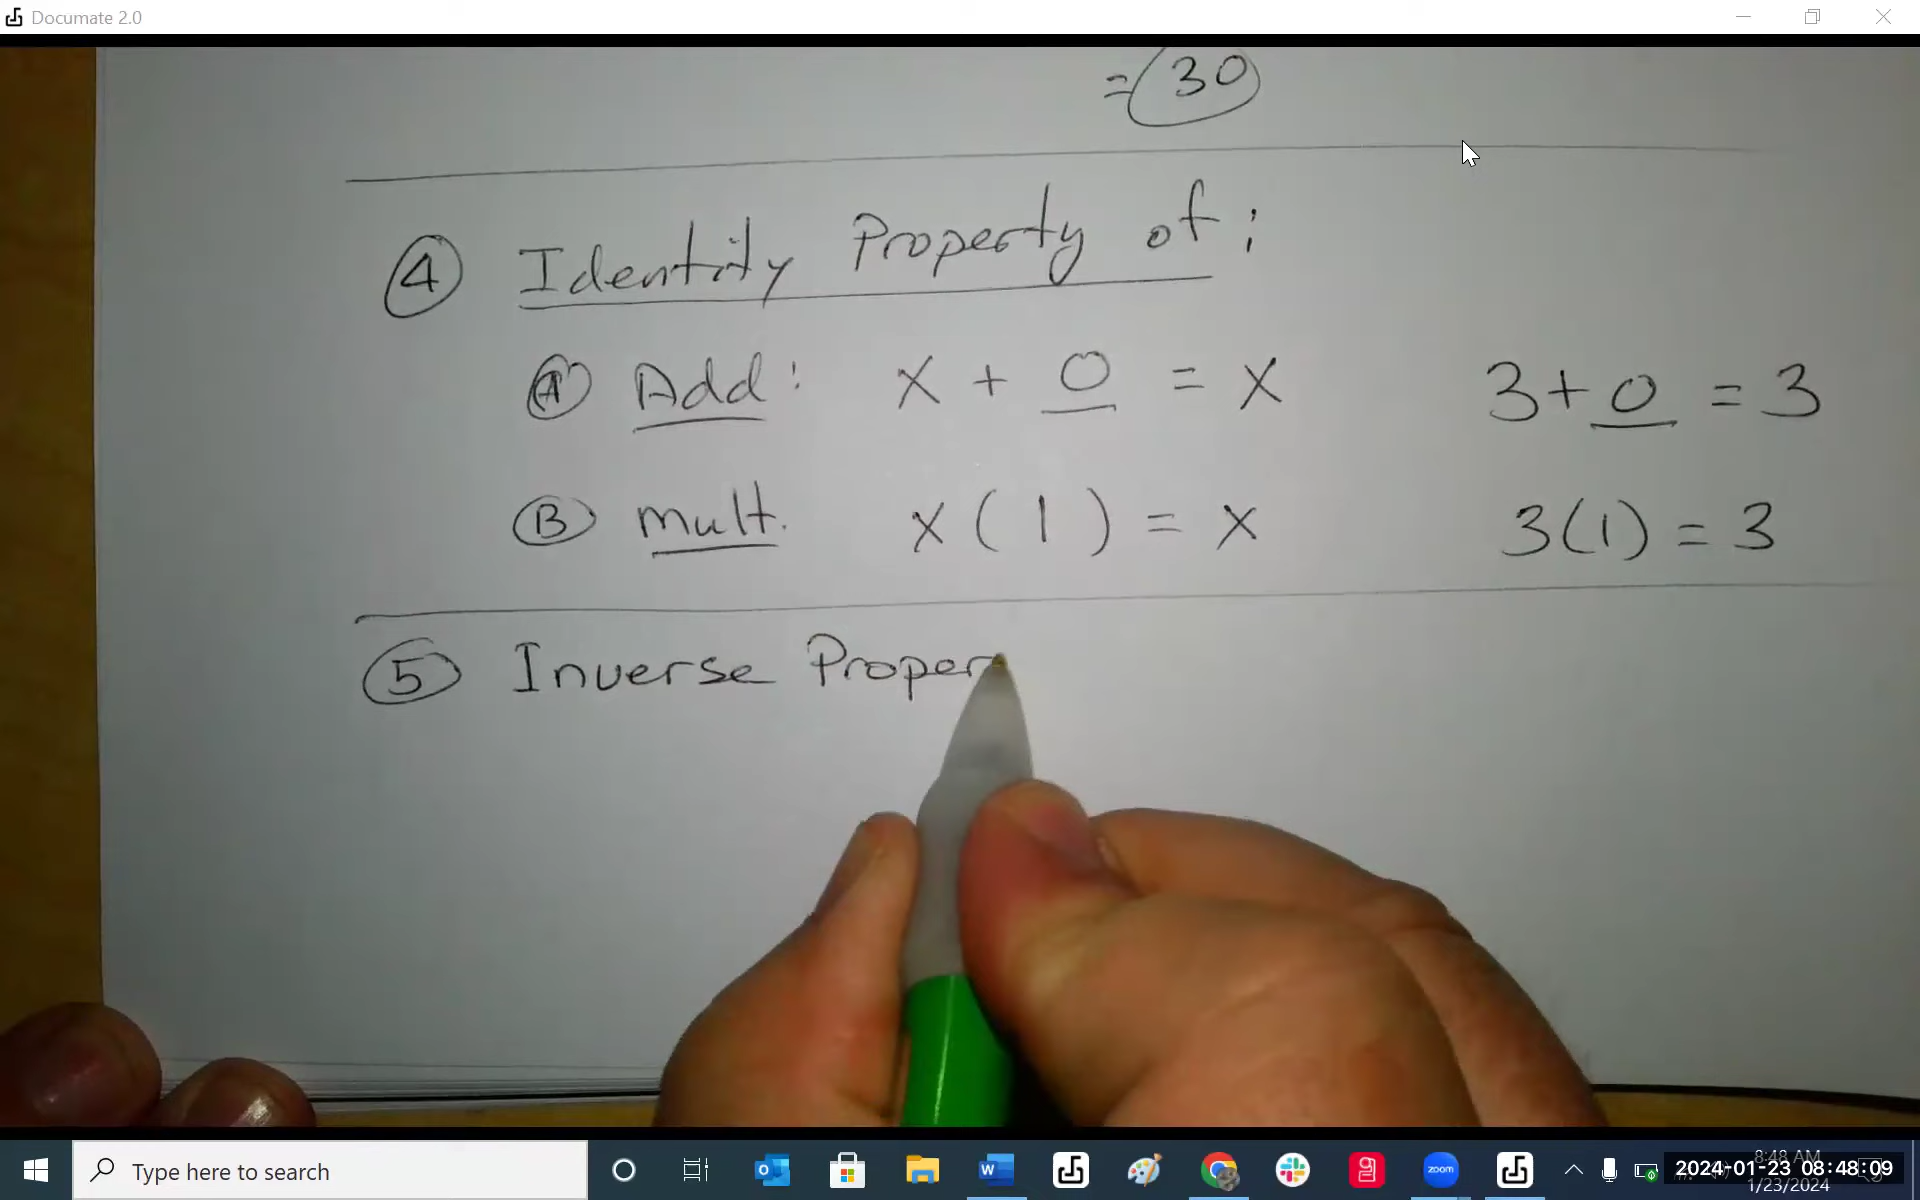 Documate 2.0
= 30
4 Identity Property of:
A Add: x + 0 = x 3 + 0 = 3
B mult. x ( 1 ) = x 3 ( 1 ) = 3
5 Inverse Proper
Type here to search
zoom
8:48 AM
2024-01-23 08:48:09
1/23/2024